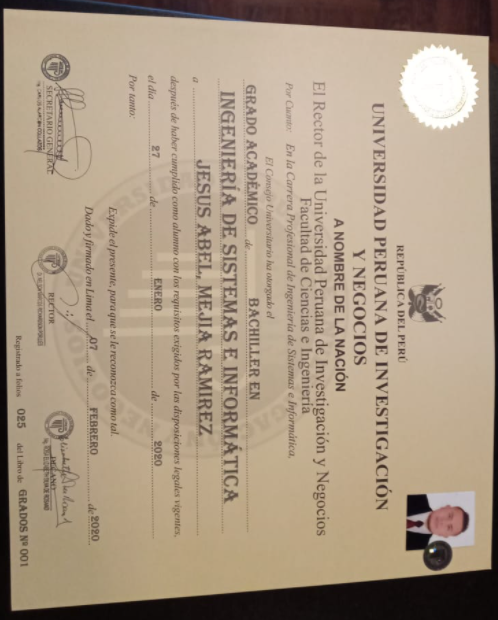 REPÚBLICA DEL PERÚ
UNIVERSIDAD PERUANA DE INVESTIGACIÓN
Y NEGOCIOS
A NOMBRE DE LA NACIÓN
El Rector de la Universidad Peruana de Investigación y Negocios
Facultad de Ciencias e Ingeniería
Por Cuanto: En la Carrera Profesional de Ingeniería de Sistemas e Informática,
El Consejo Universitario ha otorgado el
GRADO ACADÉMICO de BACHILLER EN
INGENIERÍA DE SISTEMAS E INFORMÁTICA
a JESUS ABEL, MEJIA RAMIREZ
después de haber cumplido como alumno con los requisitos exigidos por las disposiciones legales vigentes,
el día 27 de ENERO de 2020
Por tanto:
Expide el presente, para que se le reconozca como tal.
Dado y firmado en Lima el 07 de FEBRERO de 2020
SECRETARIO GENERAL
RECTOR
DECANO
Registrado a folios 025 del Libro de GRADOS Nº 001